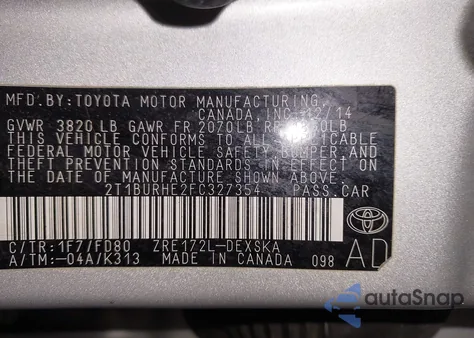 MFD.BY:TOYOTA MOTOR MANUFACTURING,
CANADA, INC. 12/14
GVWR 3820 LB GAWR FR 2070LB
THIS VEHICLE CONFORMS TO ALL APPLICABLE
FEDERAL MOTOR VEHICLE SAFETY, BUMPER, AND
THEFT PREVENTION STANDARDS IN EFFECT ON
THE DATE OF MANUFACTURE SHOWN ABOVE.
2T1BURHE2FC327354 PASS.CAR
C/TR:1F7/FD80 ZRE172L-DEXSKA
A/TM:-04A/K313 MADE IN CANADA 098 AD
autaSnap